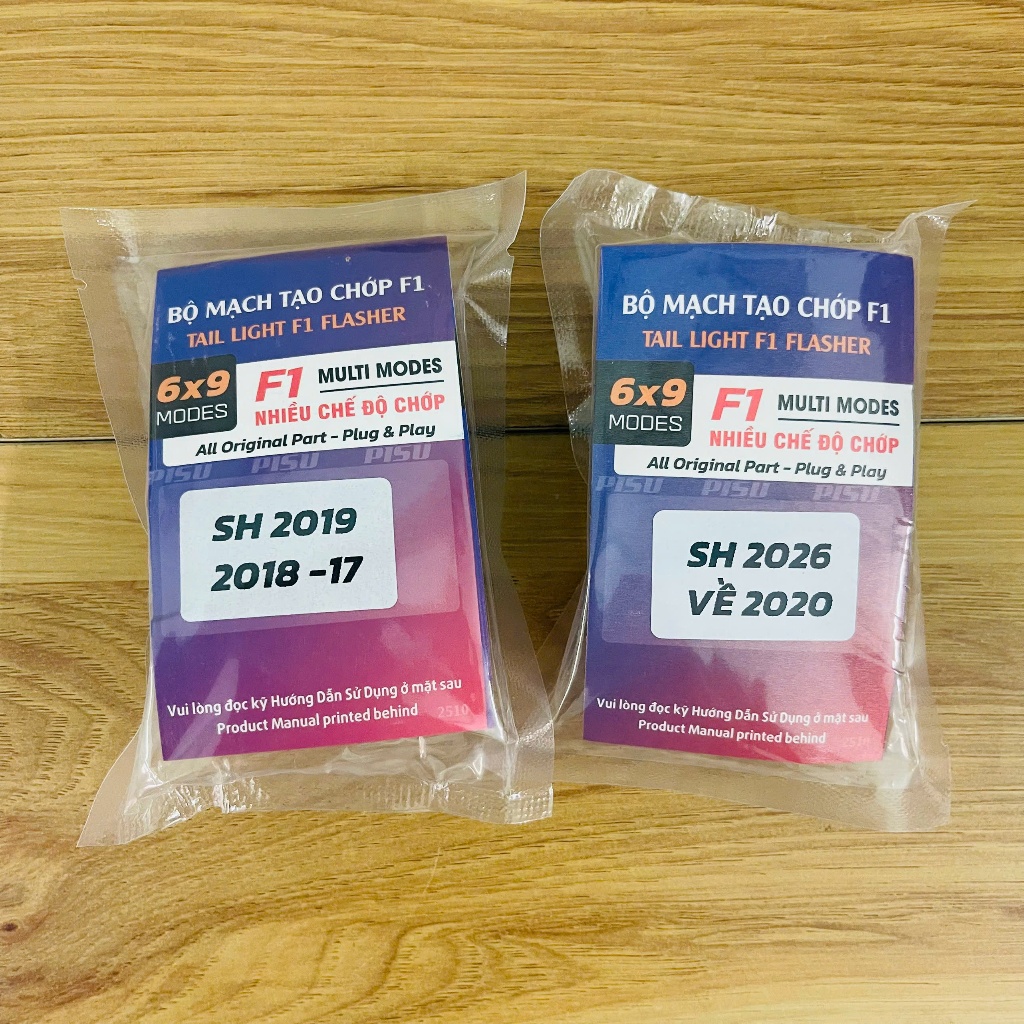 BỘ MẠCH TẠO CHỚP F1
TAIL LIGHT F1 FLASHER
6x9
MODES
F1 MULTI MODES
NHIỀU CHẾ ĐỘ CHỚP
All Original Part - Plug & Play
PISU PISU PISU
SH 2019
2018 -17
Vui lòng đọc kỹ Hướng Dẫn Sử Dụng ở mặt sau
Product Manual printed behind 2510
BỘ MẠCH TẠO CHỚP F1
TAIL LIGHT F1 FLASHER
6x9
MODES
F1 MULTI MODES
NHIỀU CHẾ ĐỘ CHỚP
All Original Part - Plug & Play
PISU PISU PISU
SH 2026
VỀ 2020
Vui lòng đọc kỹ Hướng Dẫn Sử Dụng ở mặt sau
Product Manual printed behind